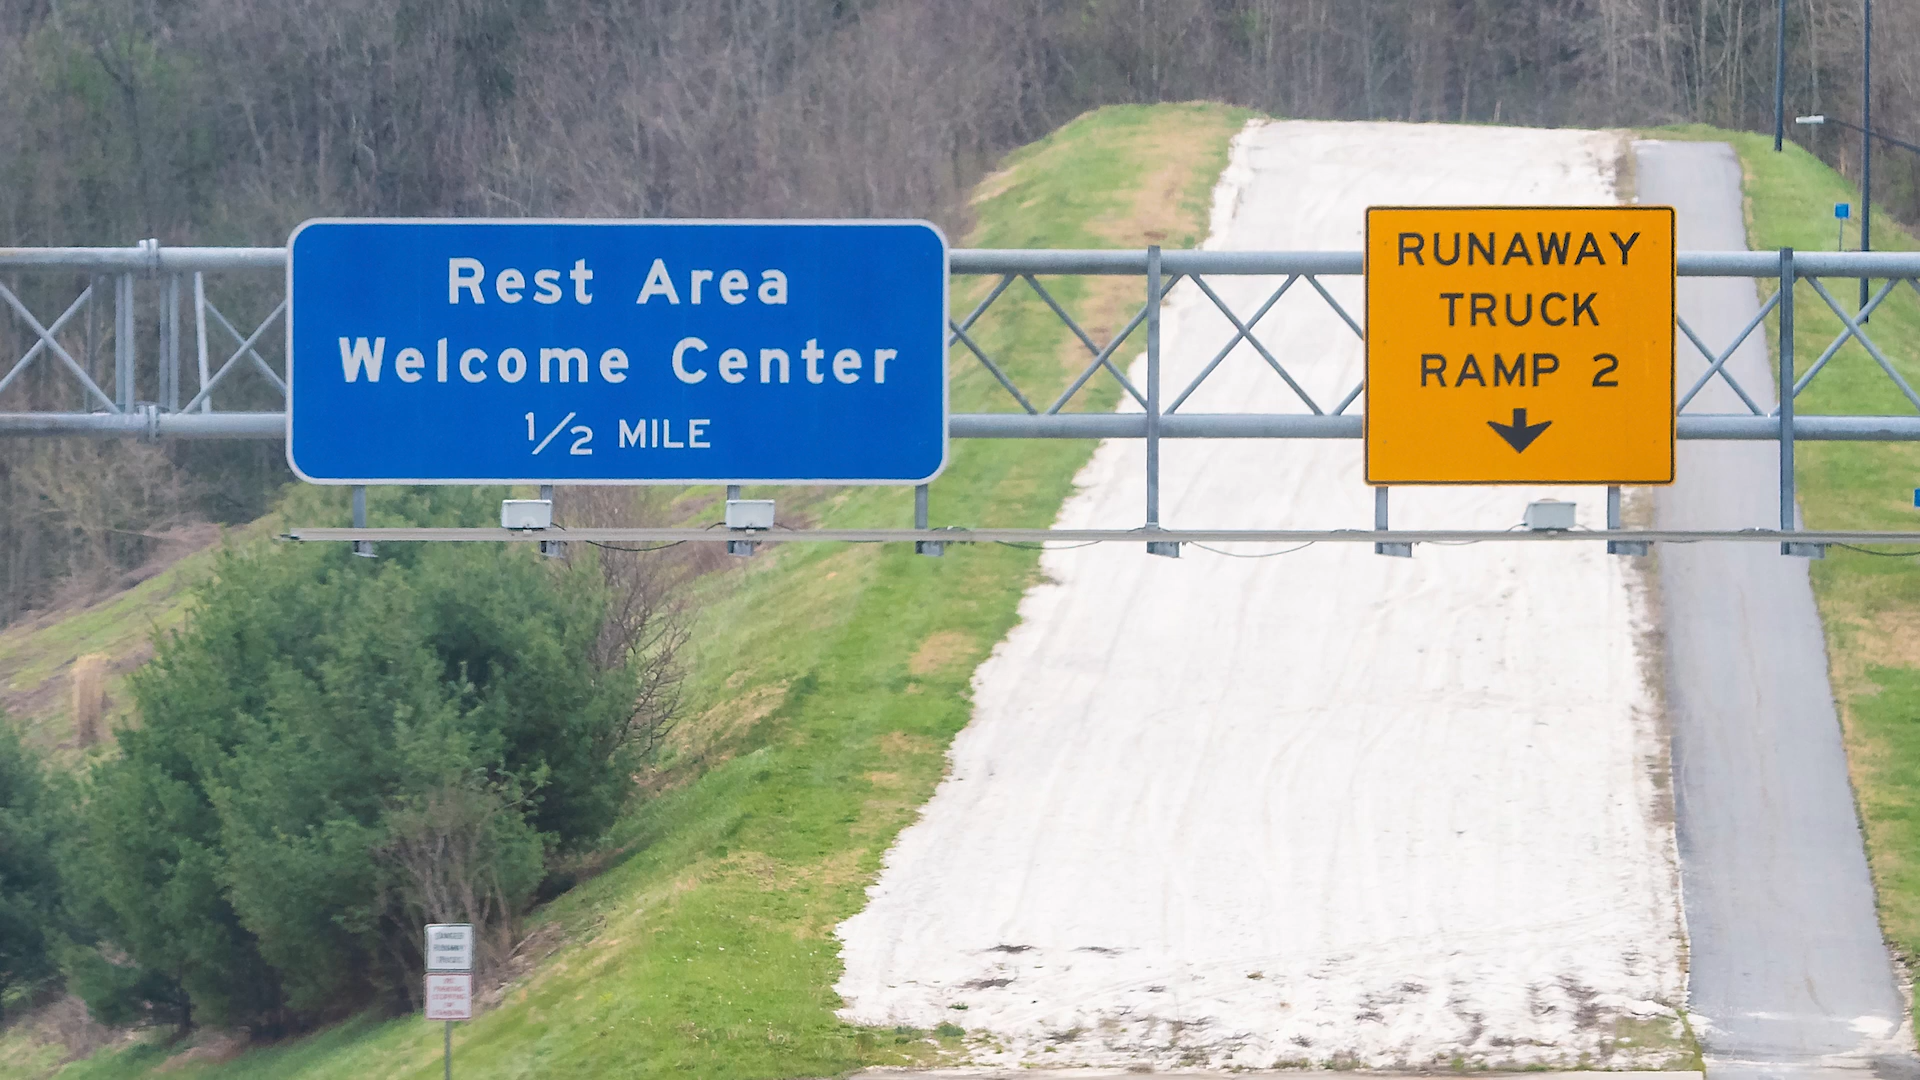 Rest Area
Welcome Center
1/2 MILE
RUNAWAY
TRUCK
RAMP 2